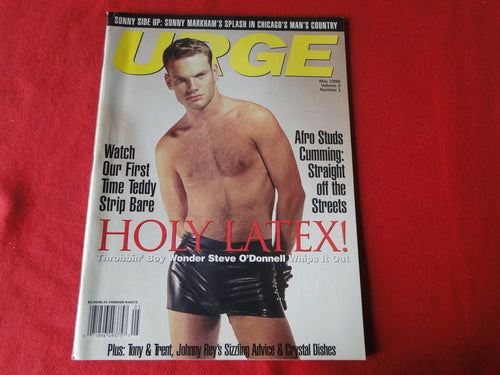 SONNY SIDE UP: SONNY MARKHAM'S SPLASH IN CHICAGO'S MAN'S COUNTRY
URGE
May 1996
Volume 2
Number 1
Watch
Our First
Time Teddy
Strip Bare
Afro Studs
Cumming:
Straight
off the
Streets
HOLY LATEX!
Throbbin' Boy Wonder Steve O'Donnell Whips It Out
Plus: Tony & Trent, Johnny Rey's Sizzling Advice & Crystal Dishes